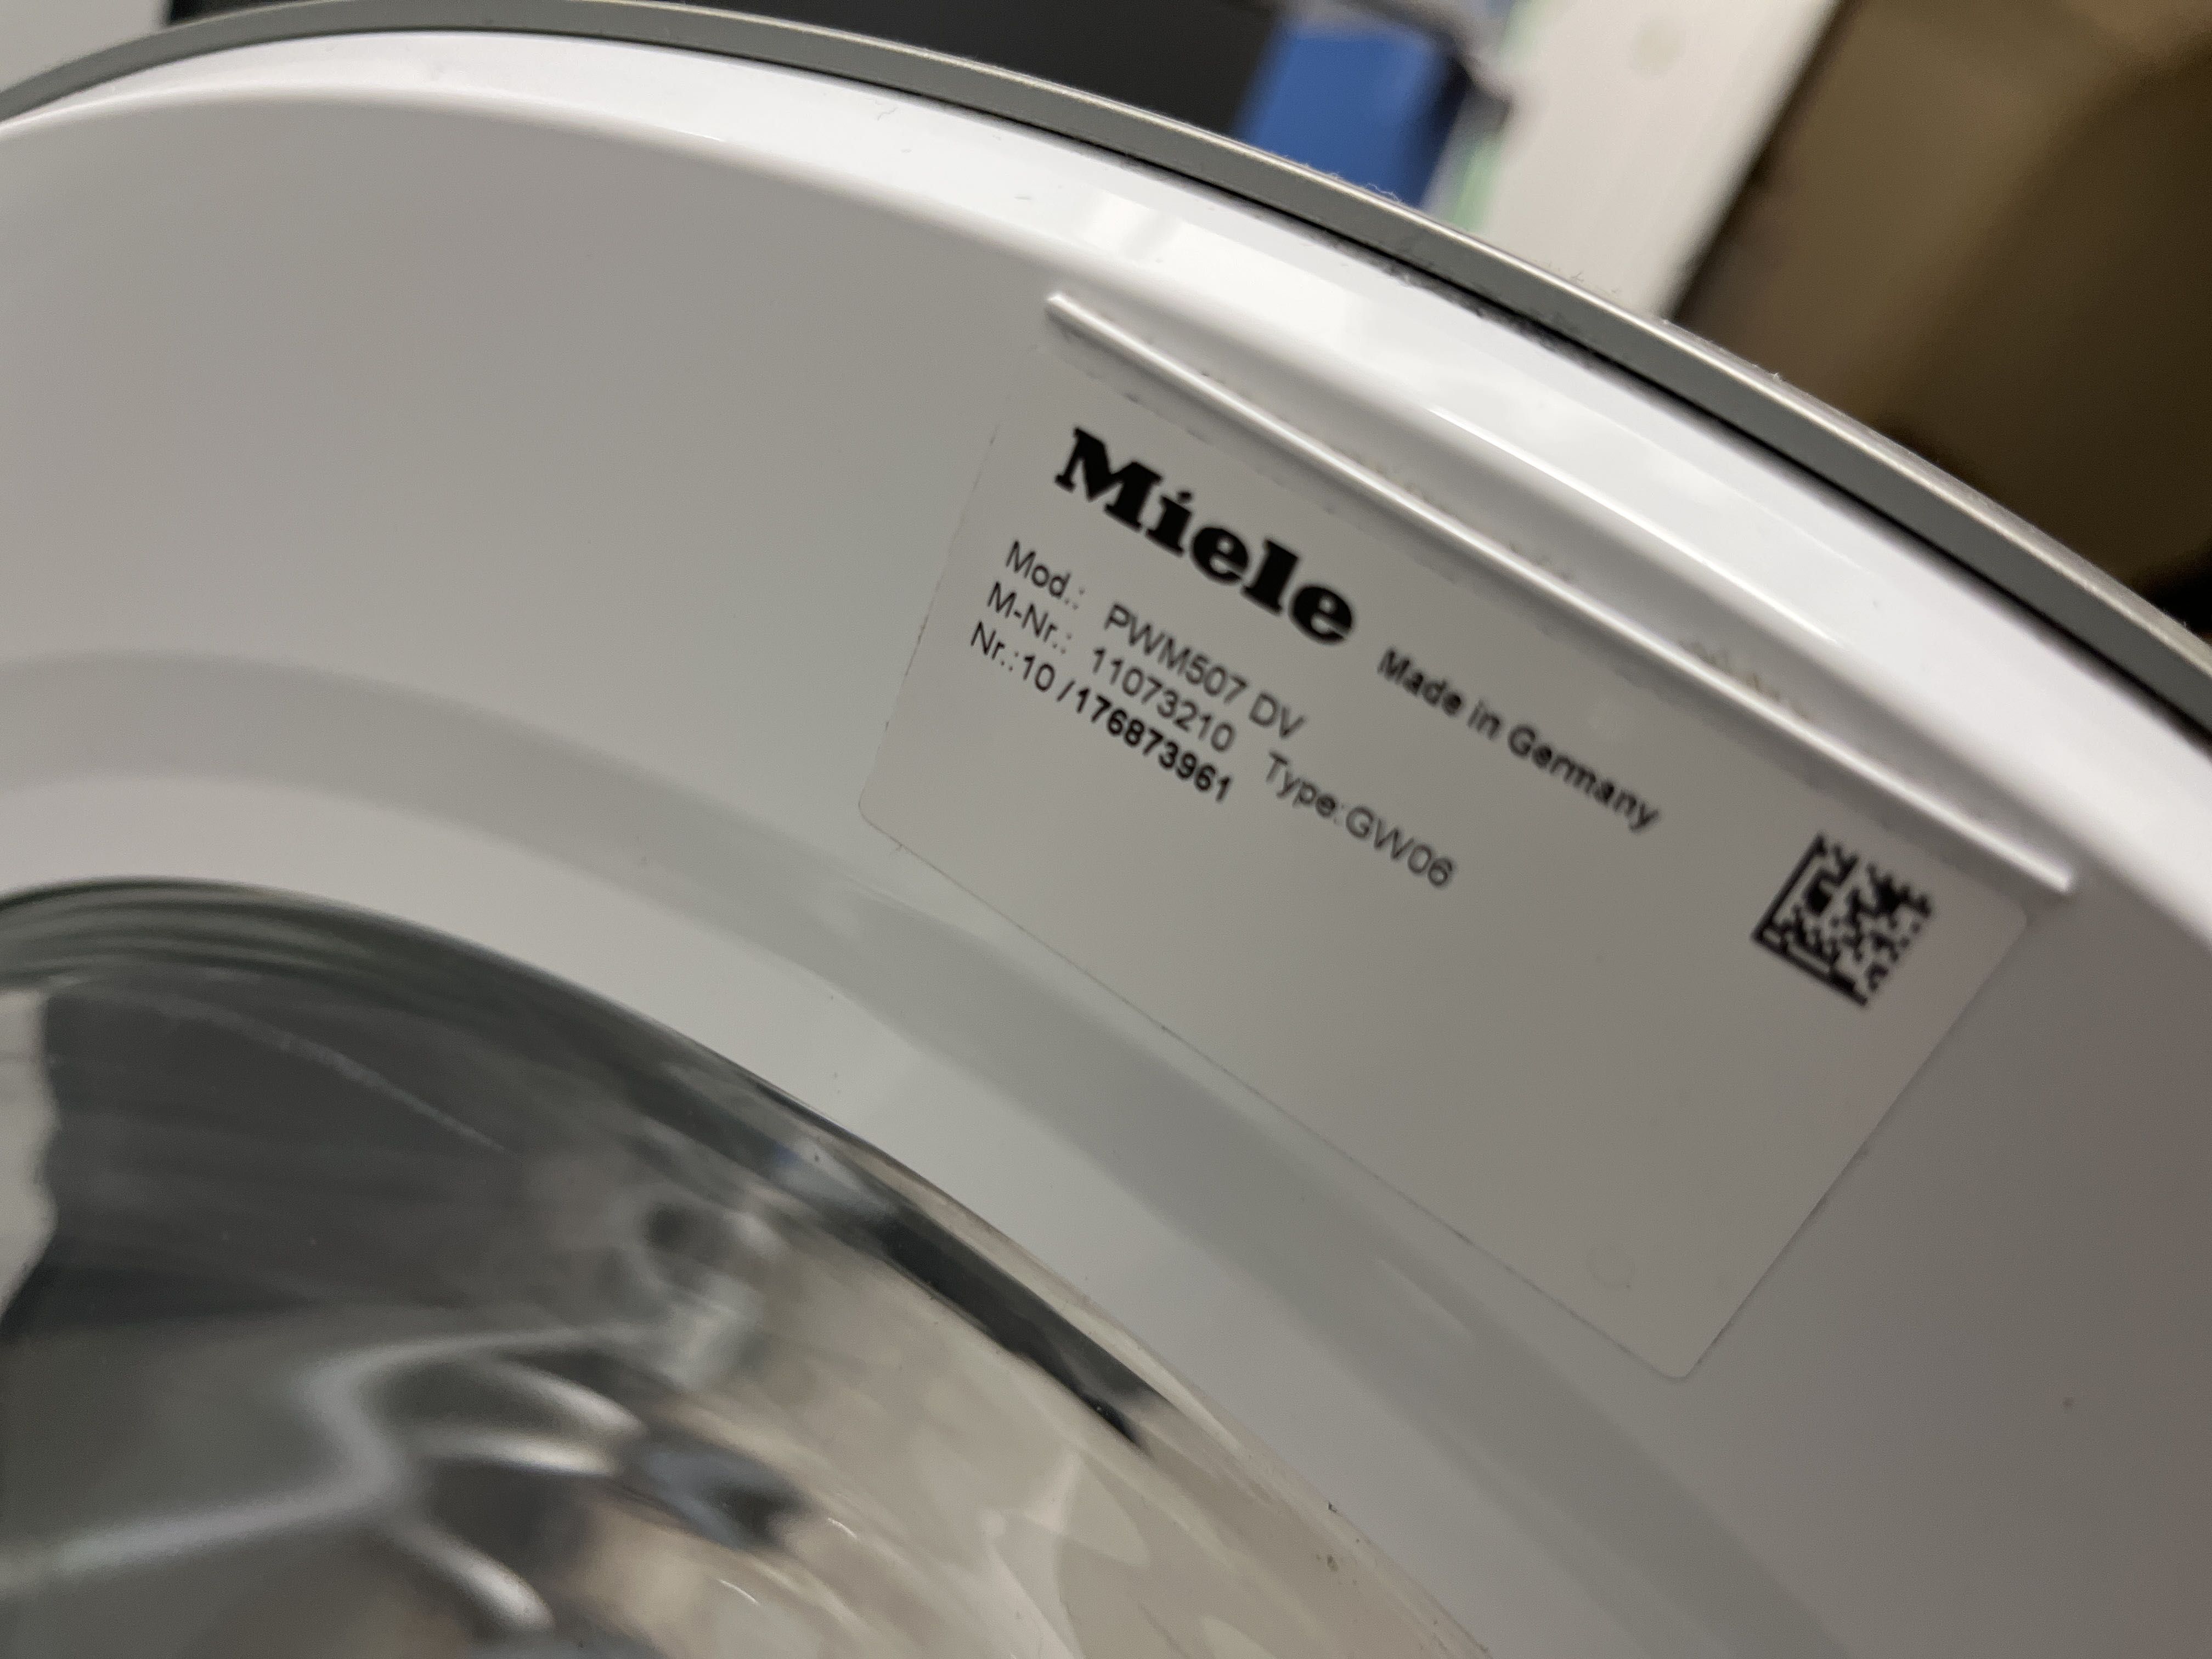 Miele Made in Germany
Mod.: PWM507 DV
M-Nr.: 11073210 Type:GW06
Nr.:10 /176873961